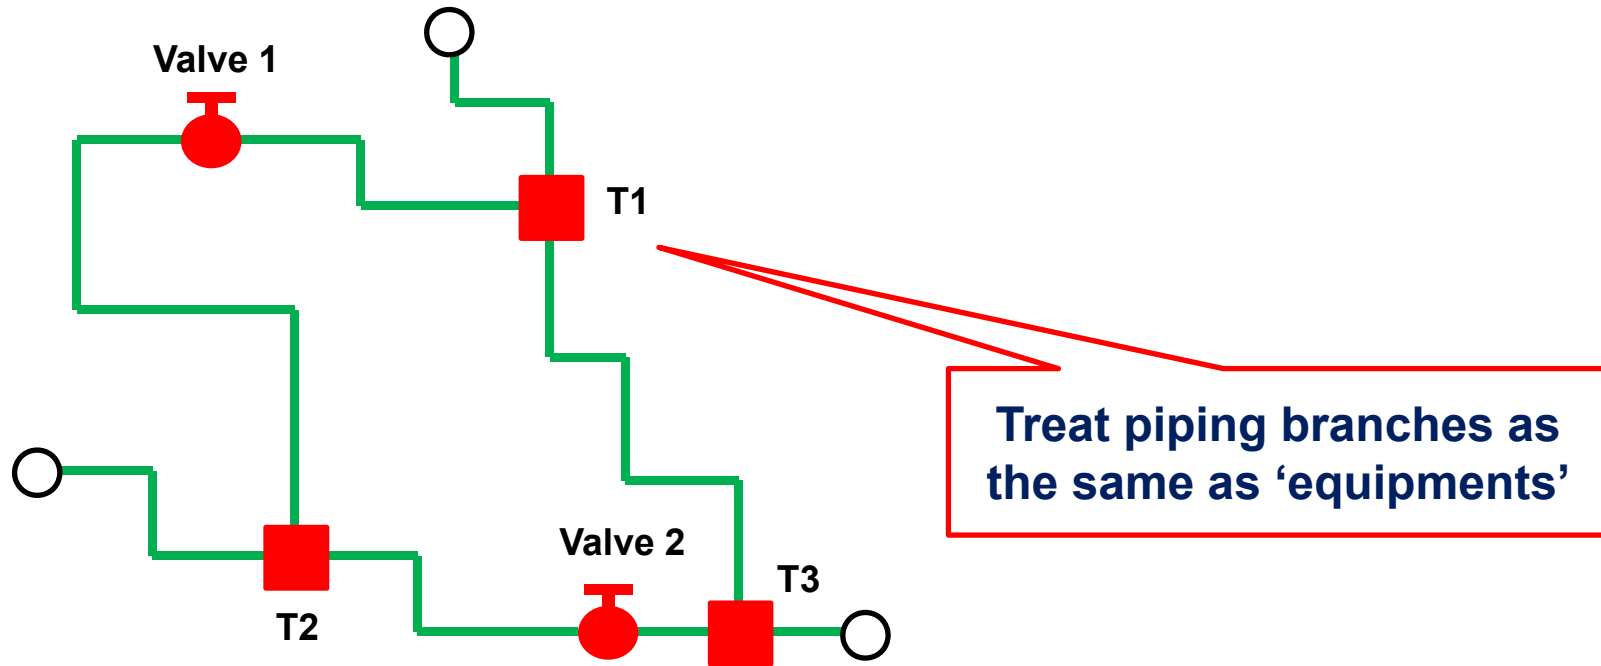 Valve 1
T1
Treat piping branches as
the same as ‘equipments’
Valve 2
T3
T2